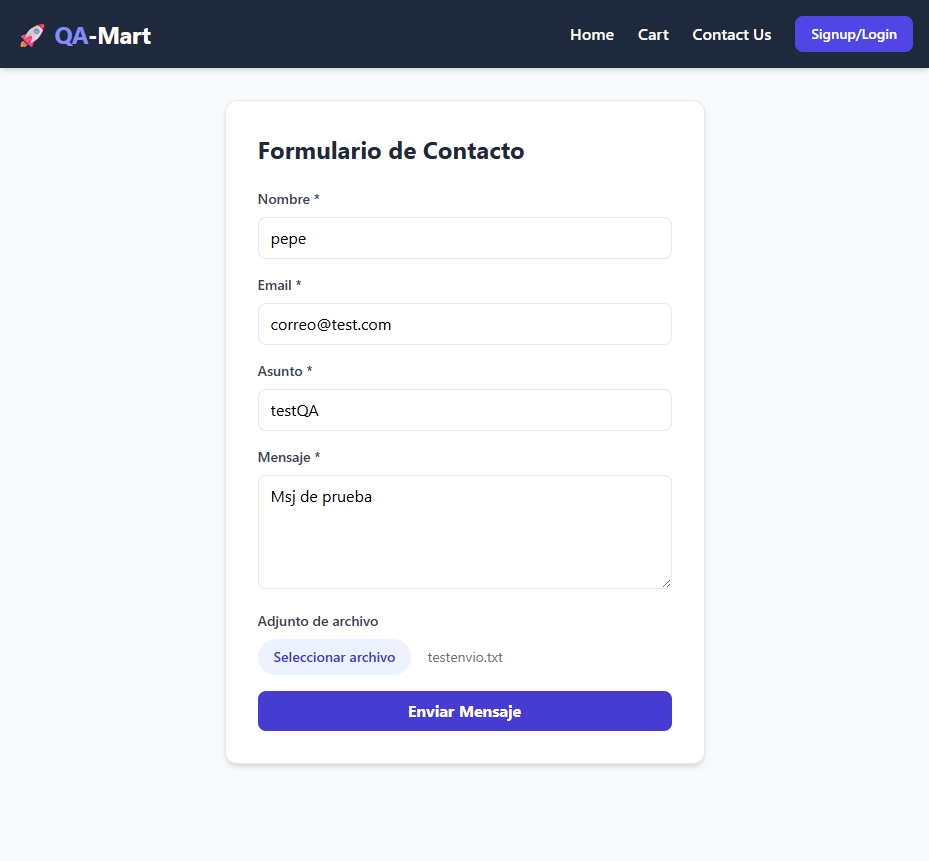 QA-Mart
Home Cart Contact Us Signup/Login
Formulario de Contacto
Nombre *
pepe
Email *
correo@test.com
Asunto *
testQA
Mensaje *
Msj de prueba
Adjunto de archivo
Seleccionar archivo testenvio.txt
Enviar Mensaje